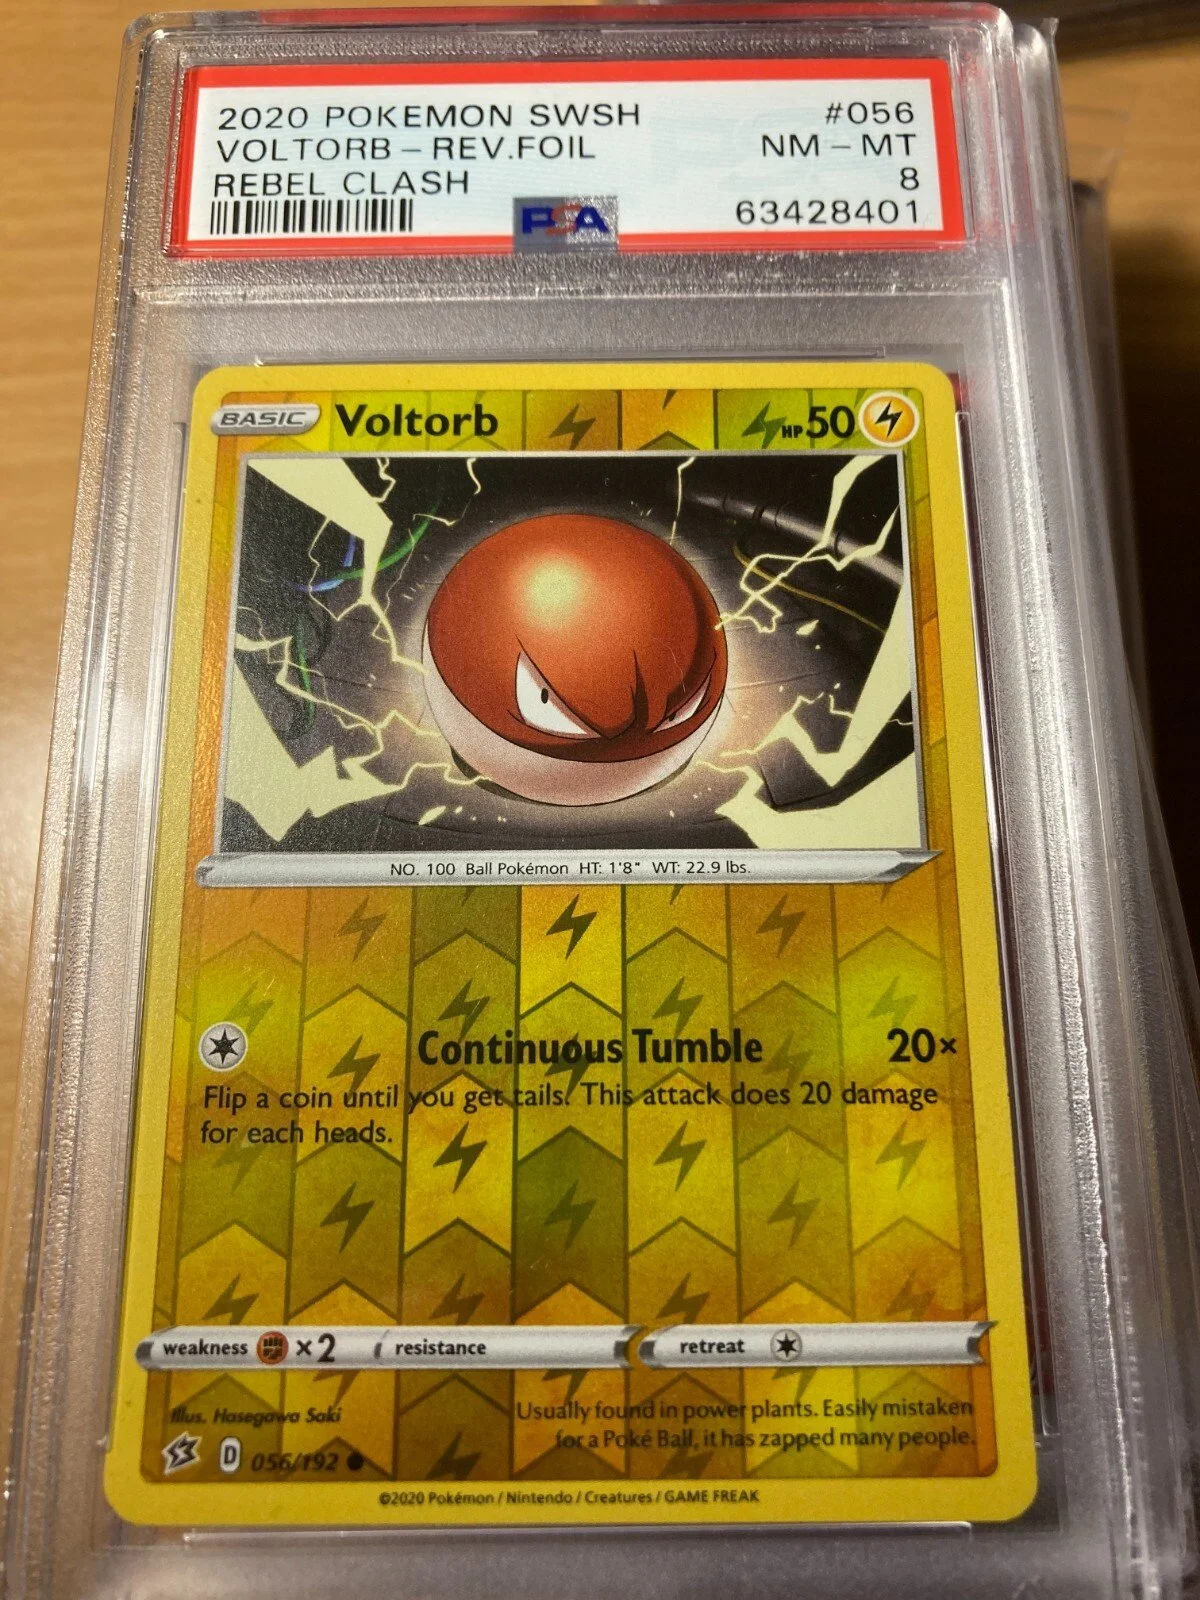 2020 POKEMON SWSH #056
VOLTORB - REV.FOIL NM - MT
REBEL CLASH 8
PSA 63428401
BASIC Voltorb HP 50
NO. 100 Ball Pokémon HT: 1'8" WT: 22.9 lbs.
Continuous Tumble 20×
Flip a coin until you get tails. This attack does 20 damage
for each heads.
weakness ×2 resistance retreat
Illus. Hasegawa Saki
Usually found in power plants. Easily mistaken
for a Poké Ball, it has zapped many people.
D 056/192
©2020 Pokémon / Nintendo / Creatures / GAME FREAK